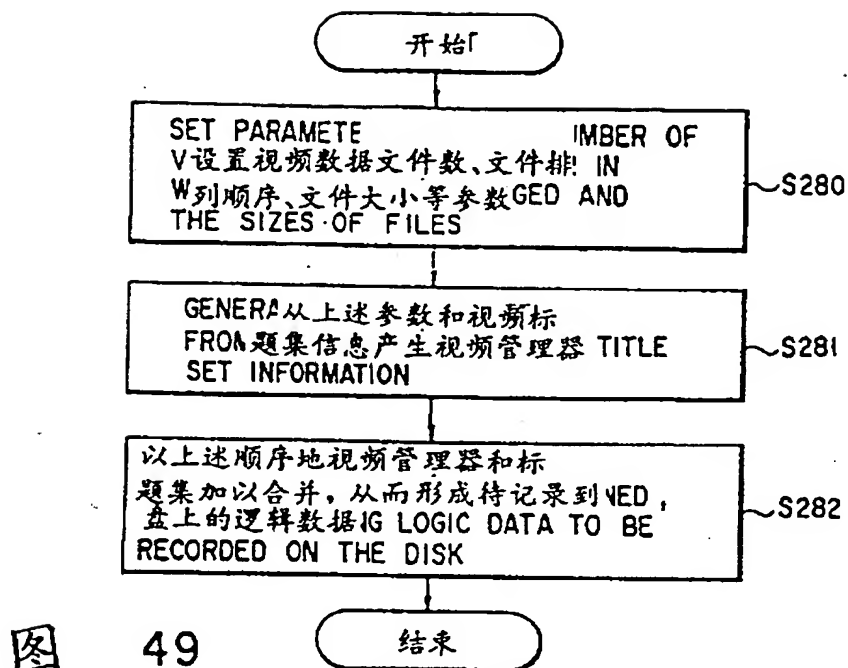 开始
SET PARAMETE IMBER OF
V设置视频数据文件数、文件排! IN
W列顺序、文件大小等参数GED AND
THE SIZES OF FILES
S280
GENERA从上述参数和视频标
FROM题集信息产生视频管理器 TITLE
SET INFORMATION
S281
以上述顺序地视频管理器和标
题集加以合并,从而形成待记录到NED,
盘上的逻辑数据IG LOGIC DATA TO BE
RECORDED ON THE DISK
S282
结束
图 49